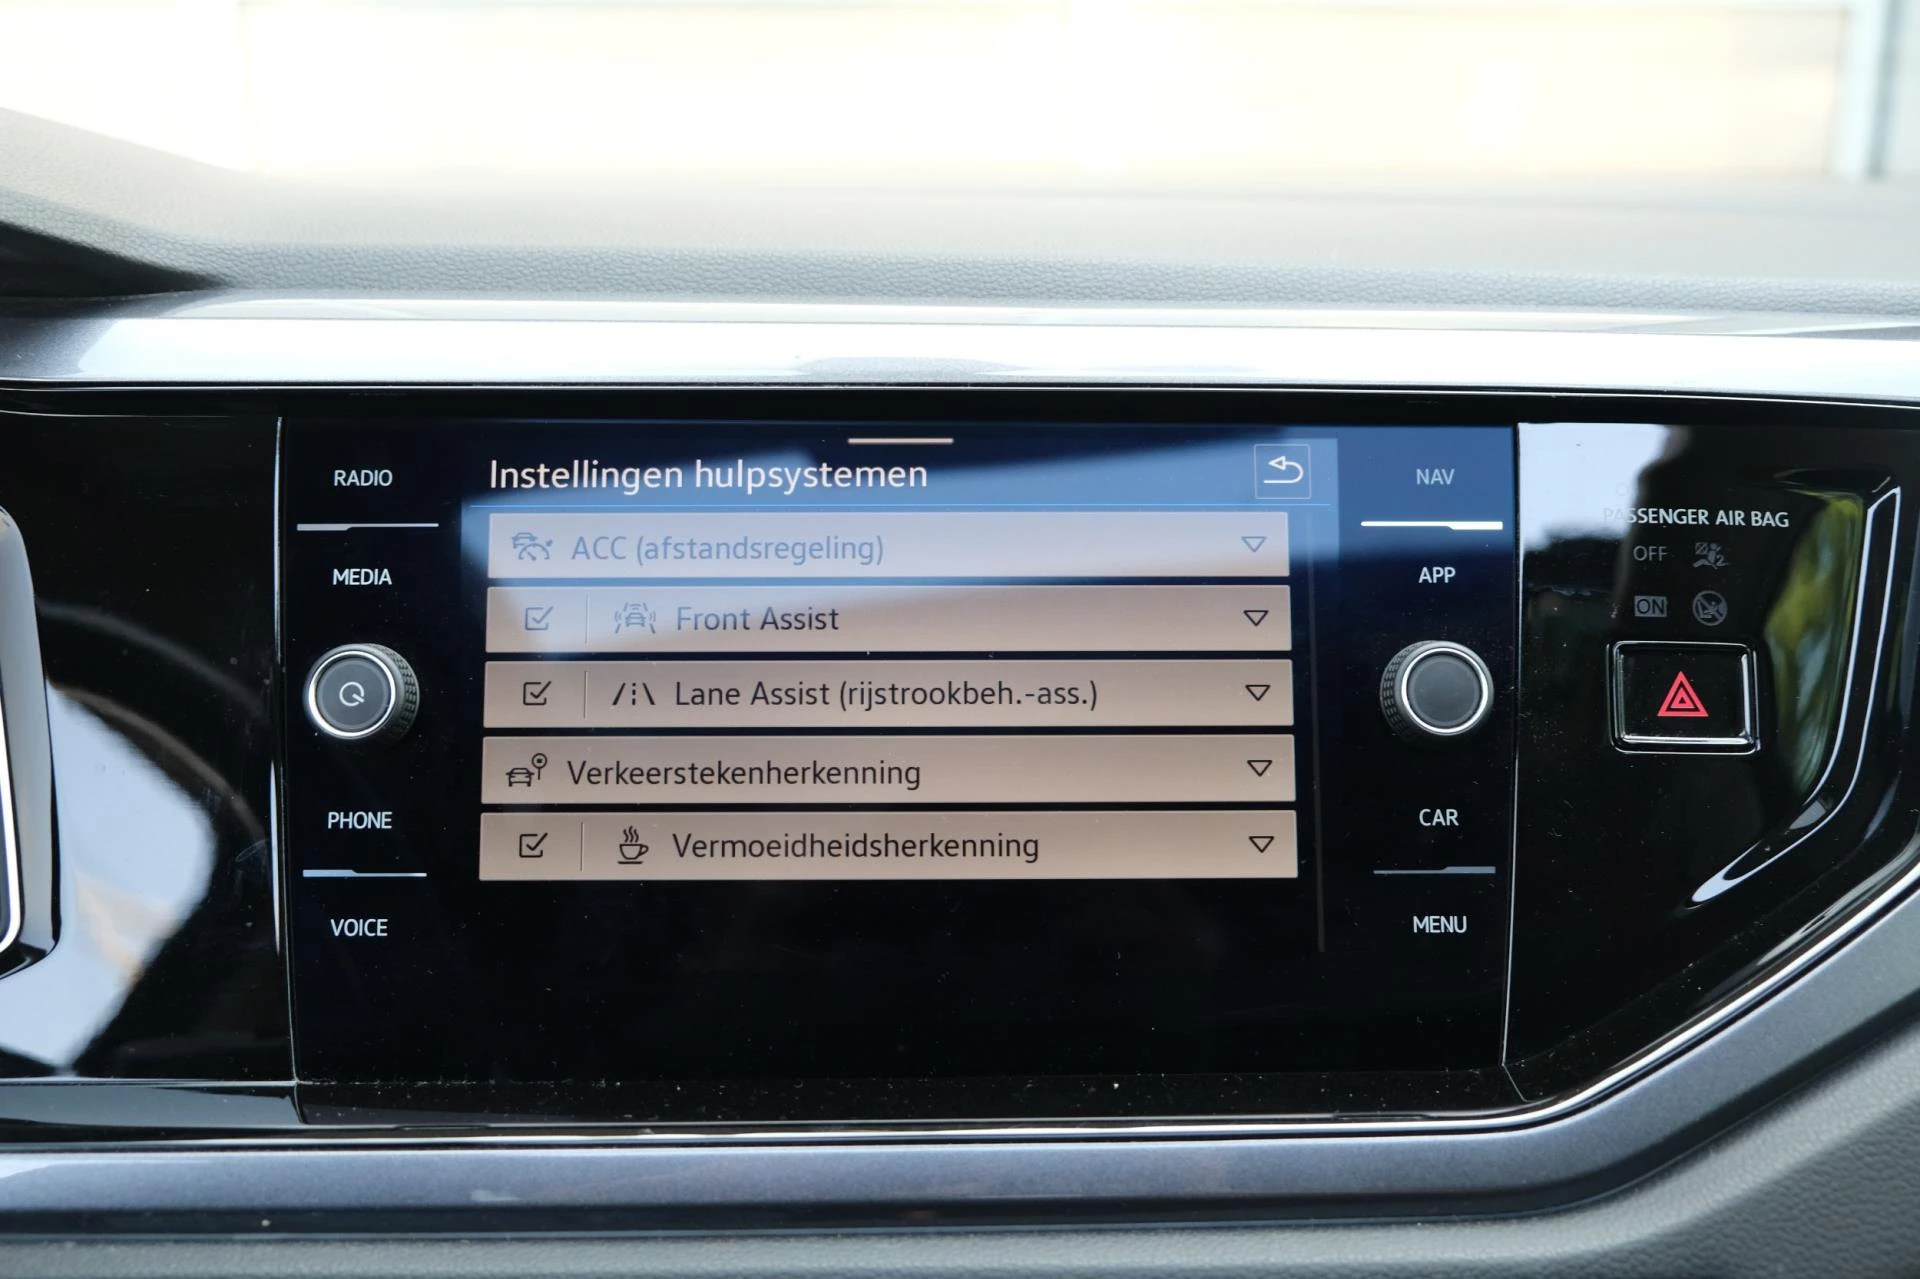 RADIO
MEDIA
PHONE
VOICE
Instellingen hulpsystemen
ACC (afstandsregeling)
Front Assist
Lane Assist (rijstrookbeh.-ass.)
Verkeerstekenherkenning
Vermoeidheidsherkenning
NAV
APP
CAR
MENU
PASSENGER AIR BAG
OFF
ON